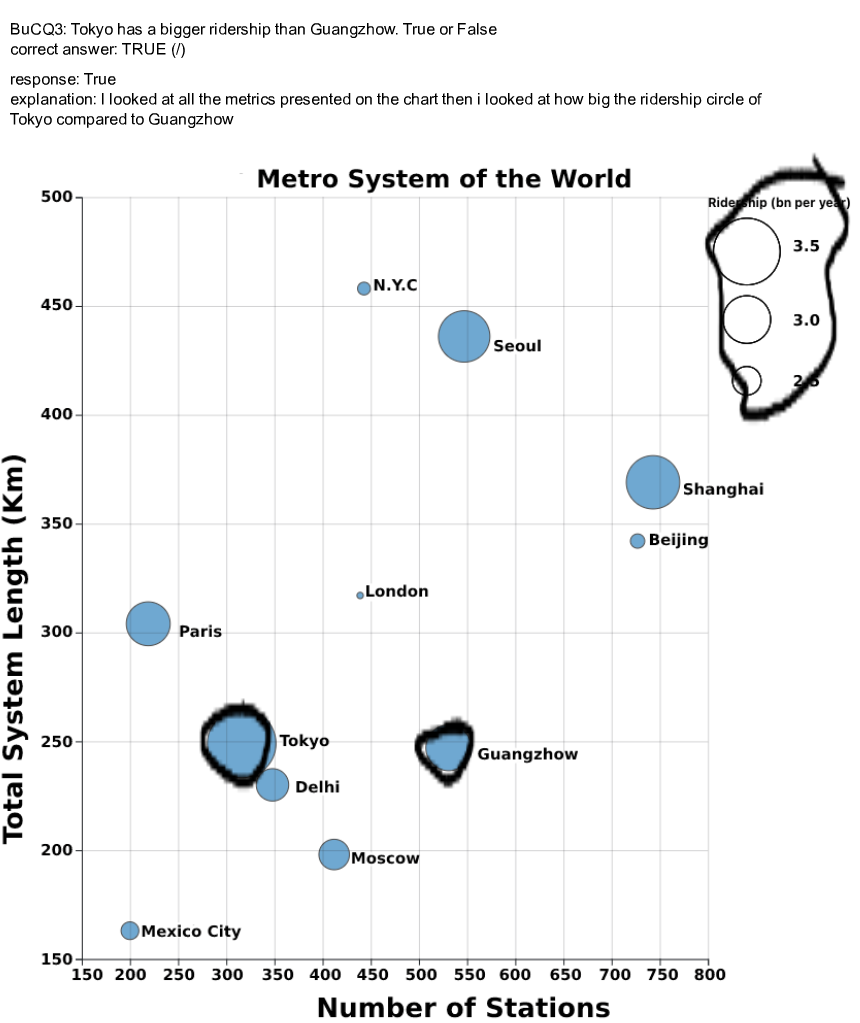 BuCQ3: Tokyo has a bigger ridership than Guangzhow. True or False
correct answer: TRUE (/)
response: True
explanation: I looked at all the metrics presented on the chart then i looked at how big the ridership circle of
Tokyo compared to Guangzhow
Metro System of the World
Ridership (bn per year)
3.5
3.0
2.5
Total System Length (Km)
500
450
400
350
300
250
200
150
N.Y.C
Seoul
Shanghai
Beijing
London
Paris
Tokyo
Guangzhow
Delhi
Moscow
Mexico City
150 200 250 300 350 400 450 500 550 600 650 700 750 800
Number of Stations